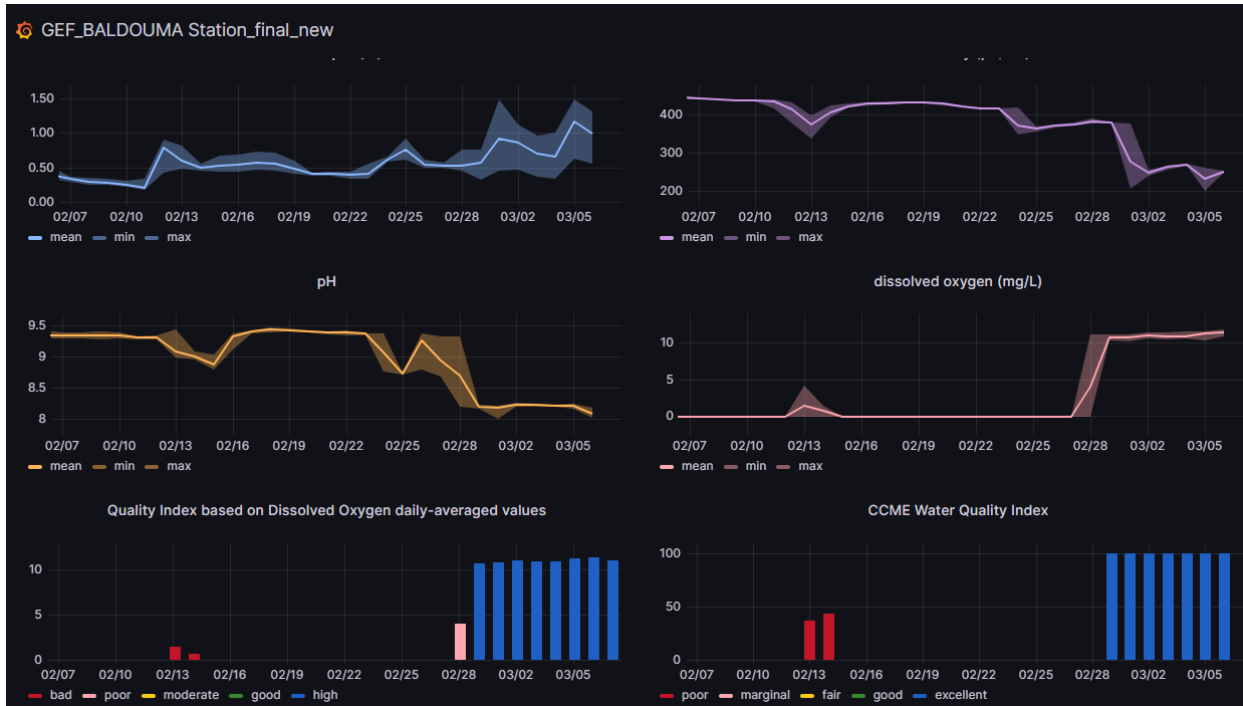 GEF_BALDOUMA Station_final_new
1.50
1.00
0.50
0.00
02/07 02/10 02/13 02/16 02/19 02/22 02/25 02/28 03/02 03/05
mean min max
400
300
200
02/07 02/10 02/13 02/16 02/19 02/22 02/25 02/28 03/02 03/05
mean min max
pH
9.5
9
8.5
8
02/07 02/10 02/13 02/16 02/19 02/22 02/25 02/28 03/02 03/05
mean min max
dissolved oxygen (mg/L)
10
5
0
02/07 02/10 02/13 02/16 02/19 02/22 02/25 02/28 03/02 03/05
mean min max
Quality Index based on Dissolved Oxygen daily-averaged values
10
5
0
02/07 02/10 02/13 02/16 02/19 02/22 02/25 02/28 03/02 03/05
bad poor moderate good high
CCME Water Quality Index
100
50
0
02/07 02/10 02/13 02/16 02/19 02/22 02/25 02/28 03/02 03/05
poor marginal fair good excellent